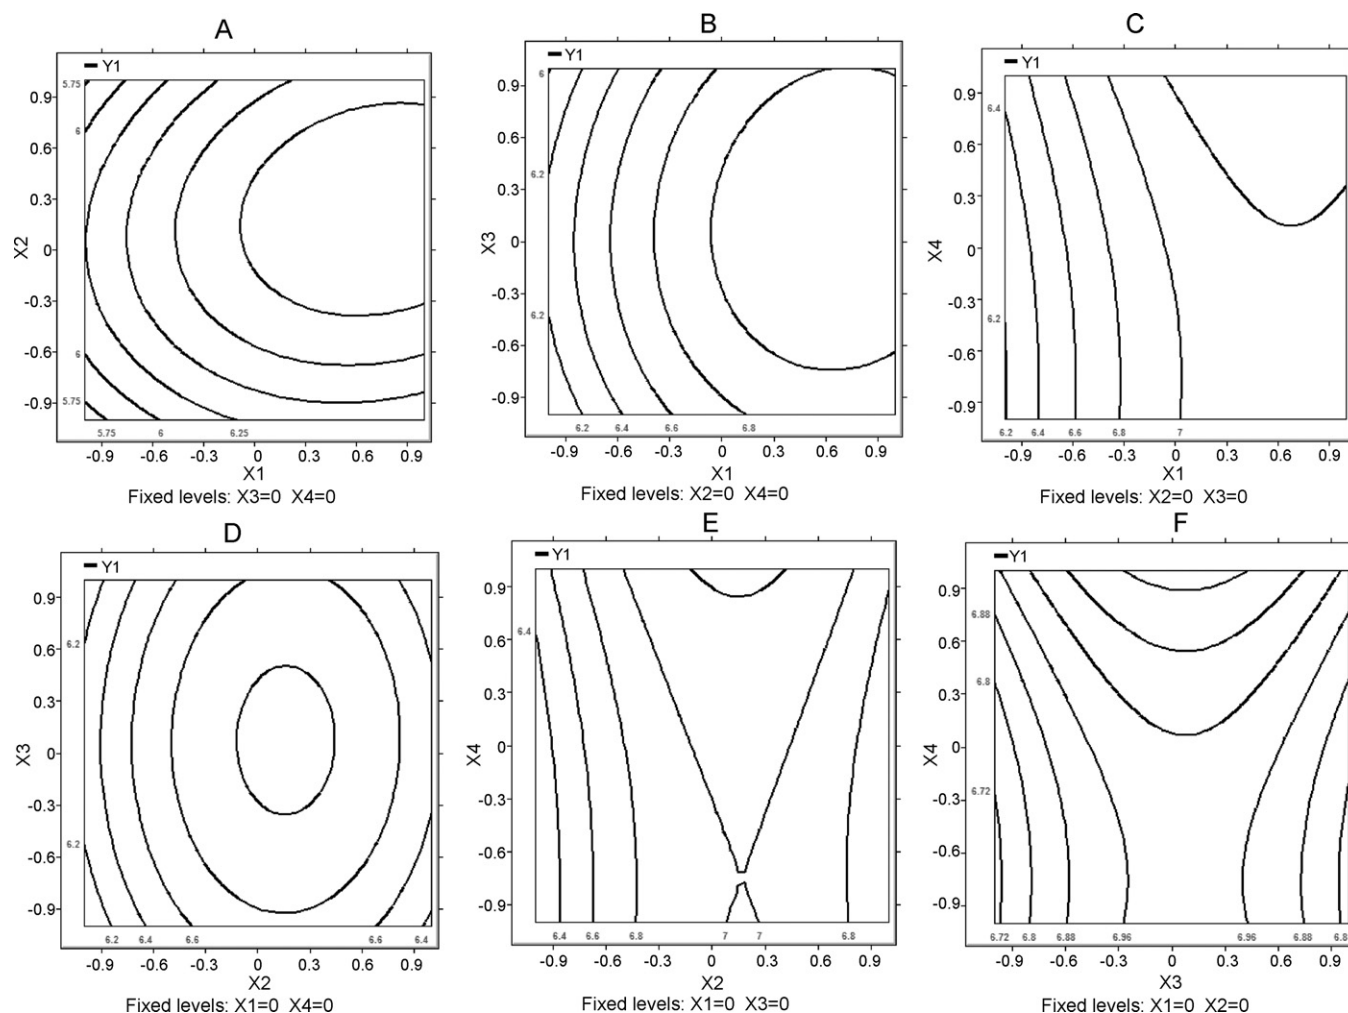 A
Y1
5.75
6
6
5.75
5.75 6 6.25
0.9
0.6
0.3
0
-0.3
-0.6
-0.9
X2
-0.9 -0.6 -0.3 0 0.3 0.6 0.9
X1
Fixed levels: X3=0 X4=0
B
Y1
6
6.2
6.2
6.2 6.4 6.6 6.8
0.9
0.6
0.3
0
-0.3
-0.6
-0.9
X3
-0.9 -0.6 -0.3 0 0.3 0.6 0.9
X1
Fixed levels: X2=0 X4=0
C
Y1
6.4
6.2
6.2 6.4 6.6 6.8 7
0.9
0.6
0.3
0
-0.3
-0.6
-0.9
X4
-0.9 -0.6 -0.3 0 0.3 0.6 0.9
X1
Fixed levels: X2=0 X3=0
D
Y1
6.2
6.2
6.2 6.4 6.6 6.6 6.4
0.9
0.6
0.3
0
-0.3
-0.6
-0.9
X3
-0.9 -0.6 -0.3 0 0.3 0.6 0.9
X2
Fixed levels: X1=0 X4=0
E
Y1
6.4
6.4 6.6 6.8 7 7 6.8
0.9
0.6
0.3
0
-0.3
-0.6
-0.9
X4
-0.9 -0.6 -0.3 0 0.3 0.6 0.9
X2
Fixed levels: X1=0 X3=0
F
Y1
6.88
6.8
6.72
6.72 6.8 6.88 6.96 6.96 6.88 6.8
0.9
0.6
0.3
0
-0.3
-0.6
-0.9
X4
-0.9 -0.6 -0.3 0 0.3 0.6 0.9
X3
Fixed levels: X1=0 X2=0